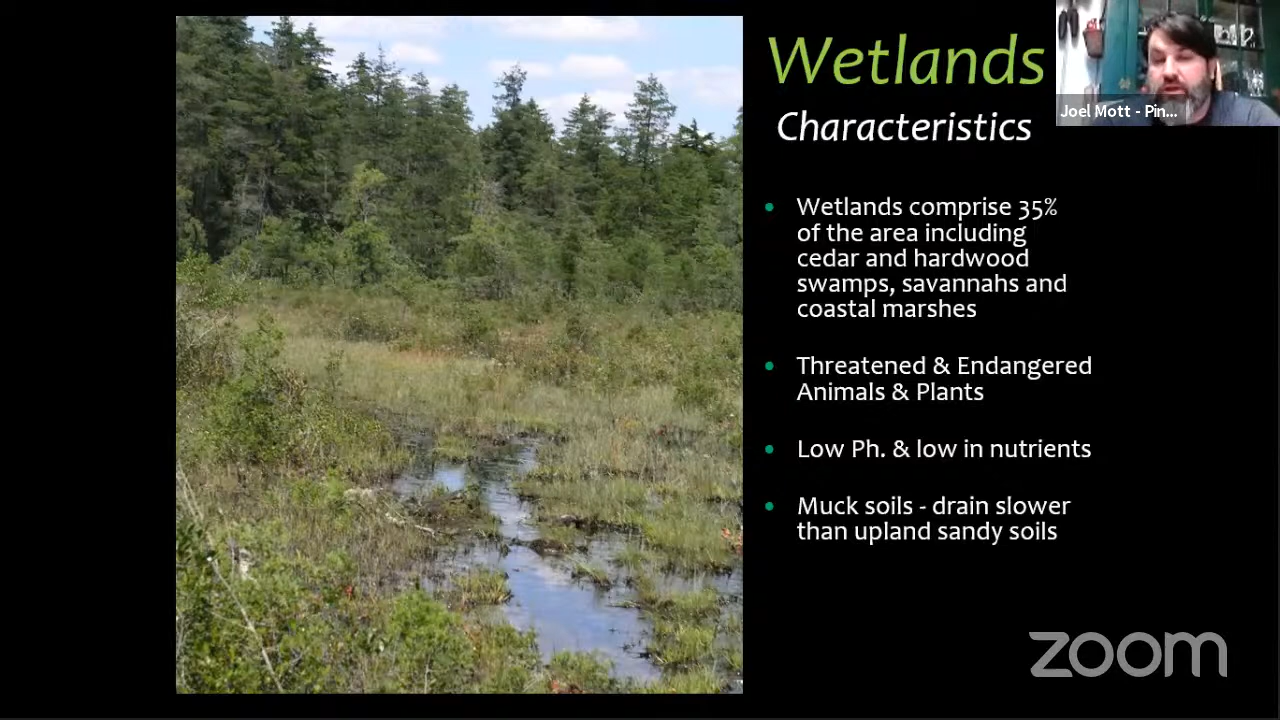 Wetlands
Characteristics
Joel Mott - Pin...
• Wetlands comprise 35%
of the area including
cedar and hardwood
swamps, savannahs and
coastal marshes
• Threatened & Endangered
Animals & Plants
• Low Ph. & low in nutrients
• Muck soils - drain slower
than upland sandy soils
zoom